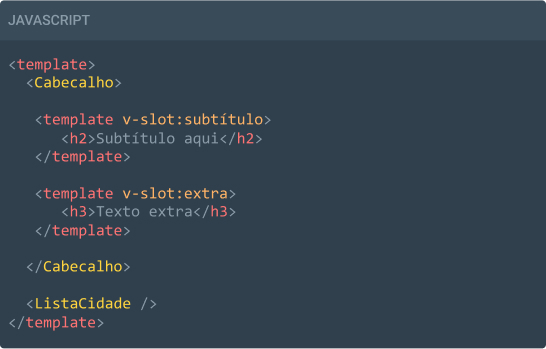 JAVASCRIPT
<template>
<Cabecalho>
<template v-slot:subtítulo>
<h2>Subtítulo aqui</h2>
</template>
<template v-slot:extra>
<h3>Texto extra</h3>
</template>
</Cabecalho>
<ListaCidade />
</template>